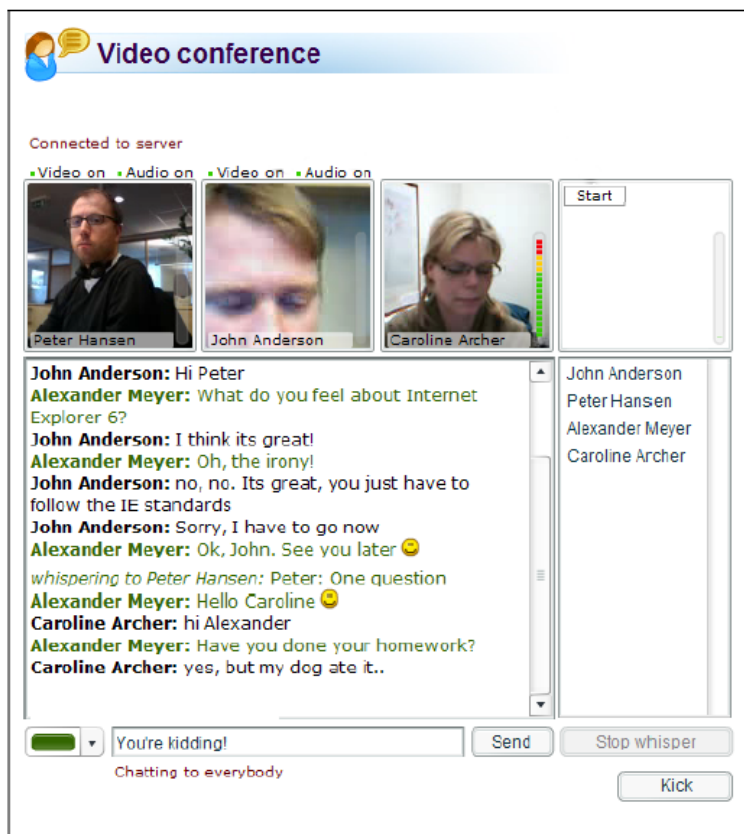 Video conference
Connected to server
Video on Audio on Video on Audio on
Start
Peter Hansen John Anderson Caroline Archer
John Anderson: Hi Peter
Alexander Meyer: What do you feel about Internet
Explorer 6?
John Anderson: I think its great!
Alexander Meyer: Oh, the irony!
John Anderson: no, no. Its great, you just have to
follow the IE standards
John Anderson: Sorry, I have to go now
Alexander Meyer: Ok, John. See you later
whispering to Peter Hansen: Peter: One question
Alexander Meyer: Hello Caroline
Caroline Archer: hi Alexander
Alexander Meyer: Have you done your homework?
Caroline Archer: yes, but my dog ate it..
John Anderson
Peter Hansen
Alexander Meyer
Caroline Archer
You're kidding!
Send
Stop whisper
Chatting to everybody
Kick